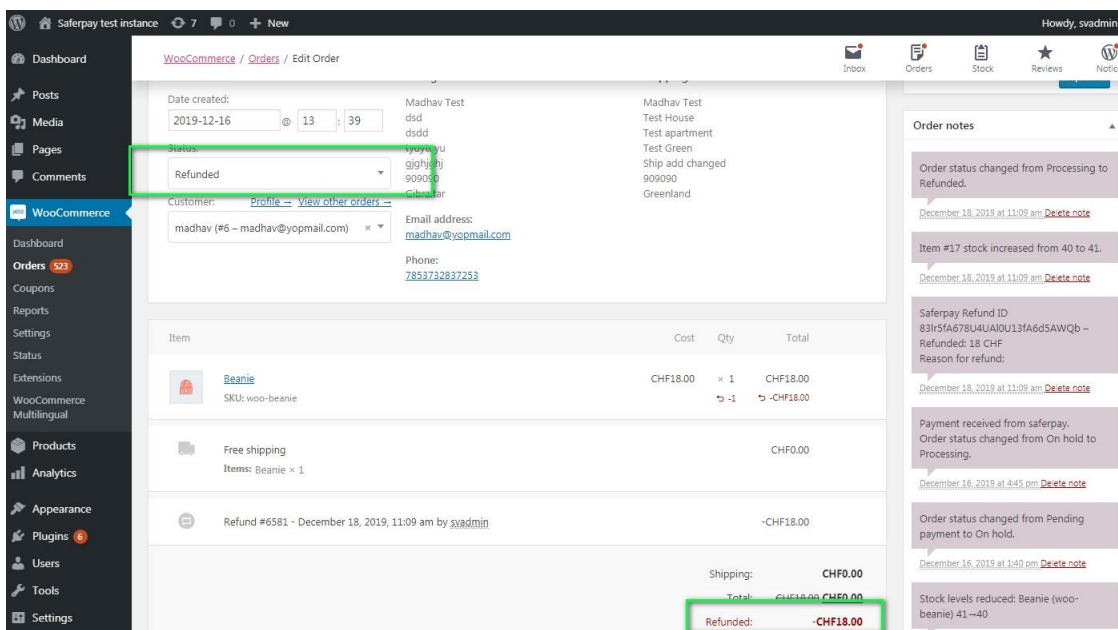 Saferpay test instance 7 0 + New Howdy, svadmin
Dashboard
Posts
Media
Pages
Comments
WooCommerce
Dashboard
Orders 523
Coupons
Reports
Settings
Status
Extensions
WooCommerce
Multilingual
Products
Analytics
Appearance
Plugins 6
Users
Tools
Settings
WooCommerce / Orders / Edit Order
Inbox
Orders
Stock
Reviews
Date created:
2019-12-16 @ 13 : 39
Status:
Refunded
Customer: Profile → View other orders →
madhav (#6 – madhav@yopmail.com) × 
Madhav Test
dsd
dsdd
gjghjghj
909090
Gibraltar
Email address:
madhav@yopmail.com
Phone:
7853732837253
Madhav Test
Test House
Test apartment
Test Green
Ship add changed
909090
Greenland
Item Cost Qty Total
Beanie CHF18.00 × 1 CHF18.00
SKU: woo-beanie -1 -CHF18.00
Free shipping CHF0.00
Items: Beanie × 1
Refund #6581 - December 18, 2019, 11:09 am by svadmin -CHF18.00
Shipping: CHF0.00
Total: CHF18.00 CHF0.00
Refunded: -CHF18.00
Order notes
Order status changed from Processing to
Refunded.
December 18, 2019 at 11:09 am Delete note
Item #17 stock increased from 40 to 41.
December 18, 2019 at 11:09 am Delete note
Saferpay Refund ID
Refunded: 18 CHF
Reason for refund:
December 18, 2019 at 11:09 am Delete note
Payment received from saferpay.
Order status changed from On hold to
Processing.
December 16, 2019 at 4:45 pm Delete note
Order status changed from Pending
payment to On hold.
December 16, 2019 at 1:40 pm Delete note
Stock levels reduced: Beanie (woo-
beanie) 41→40